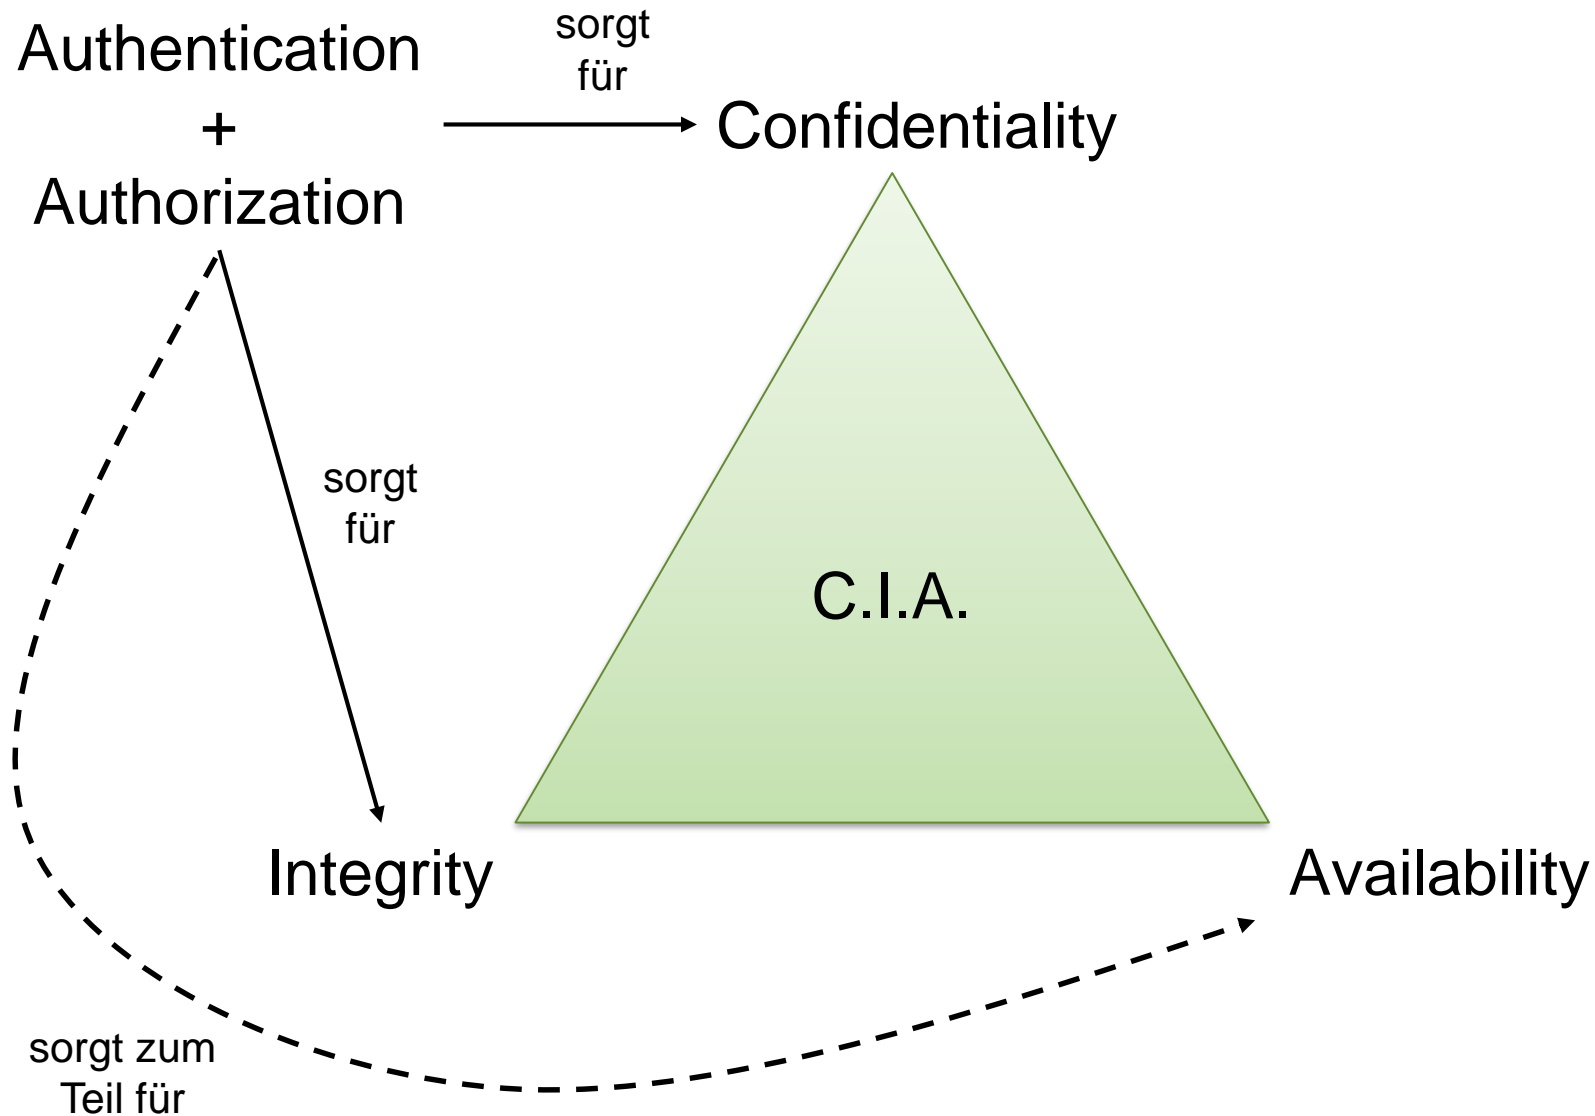 Authentication
+
Authorization
sorgt
für
Confidentiality
sorgt
für
C.I.A.
Integrity
Availability
sorgt zum
Teil für